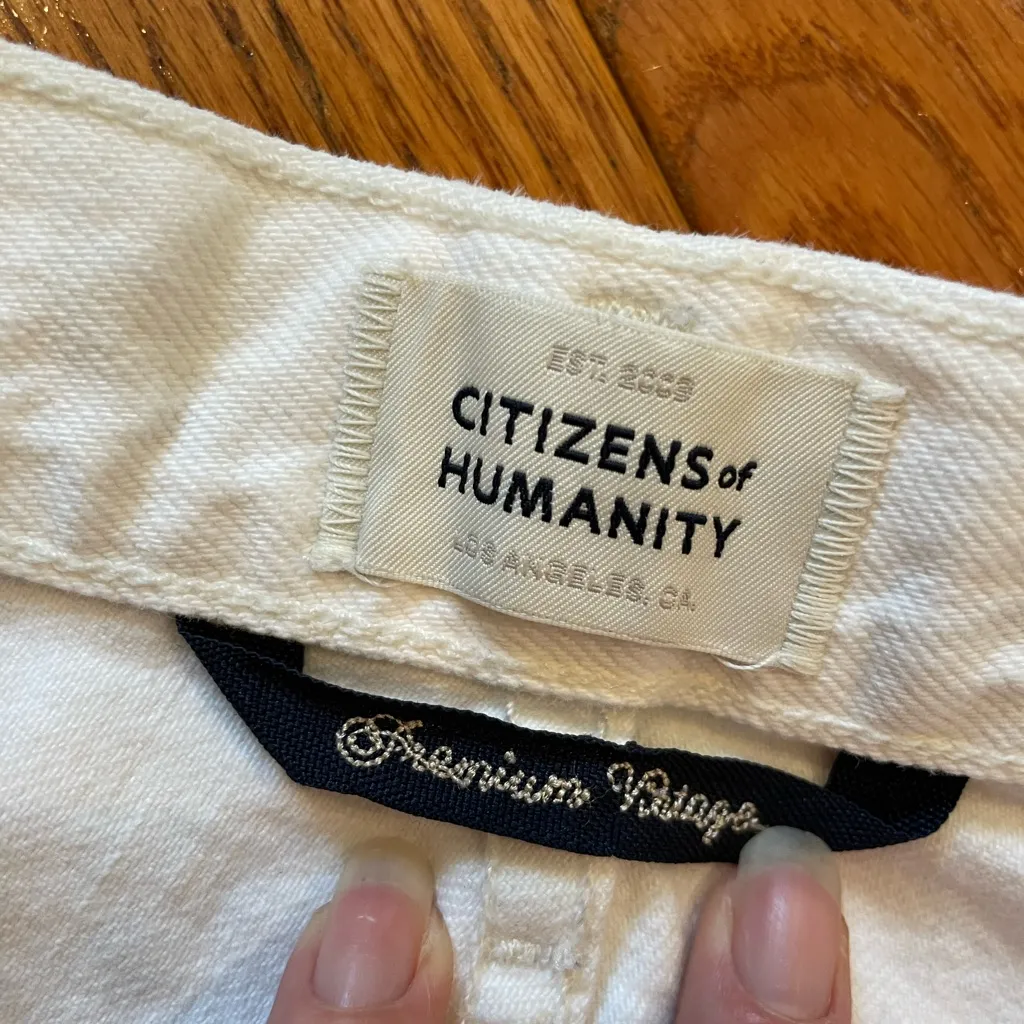 EST. 2003
CITIZENS of
HUMANITY
LOS ANGELES, CA
Premium Vintage